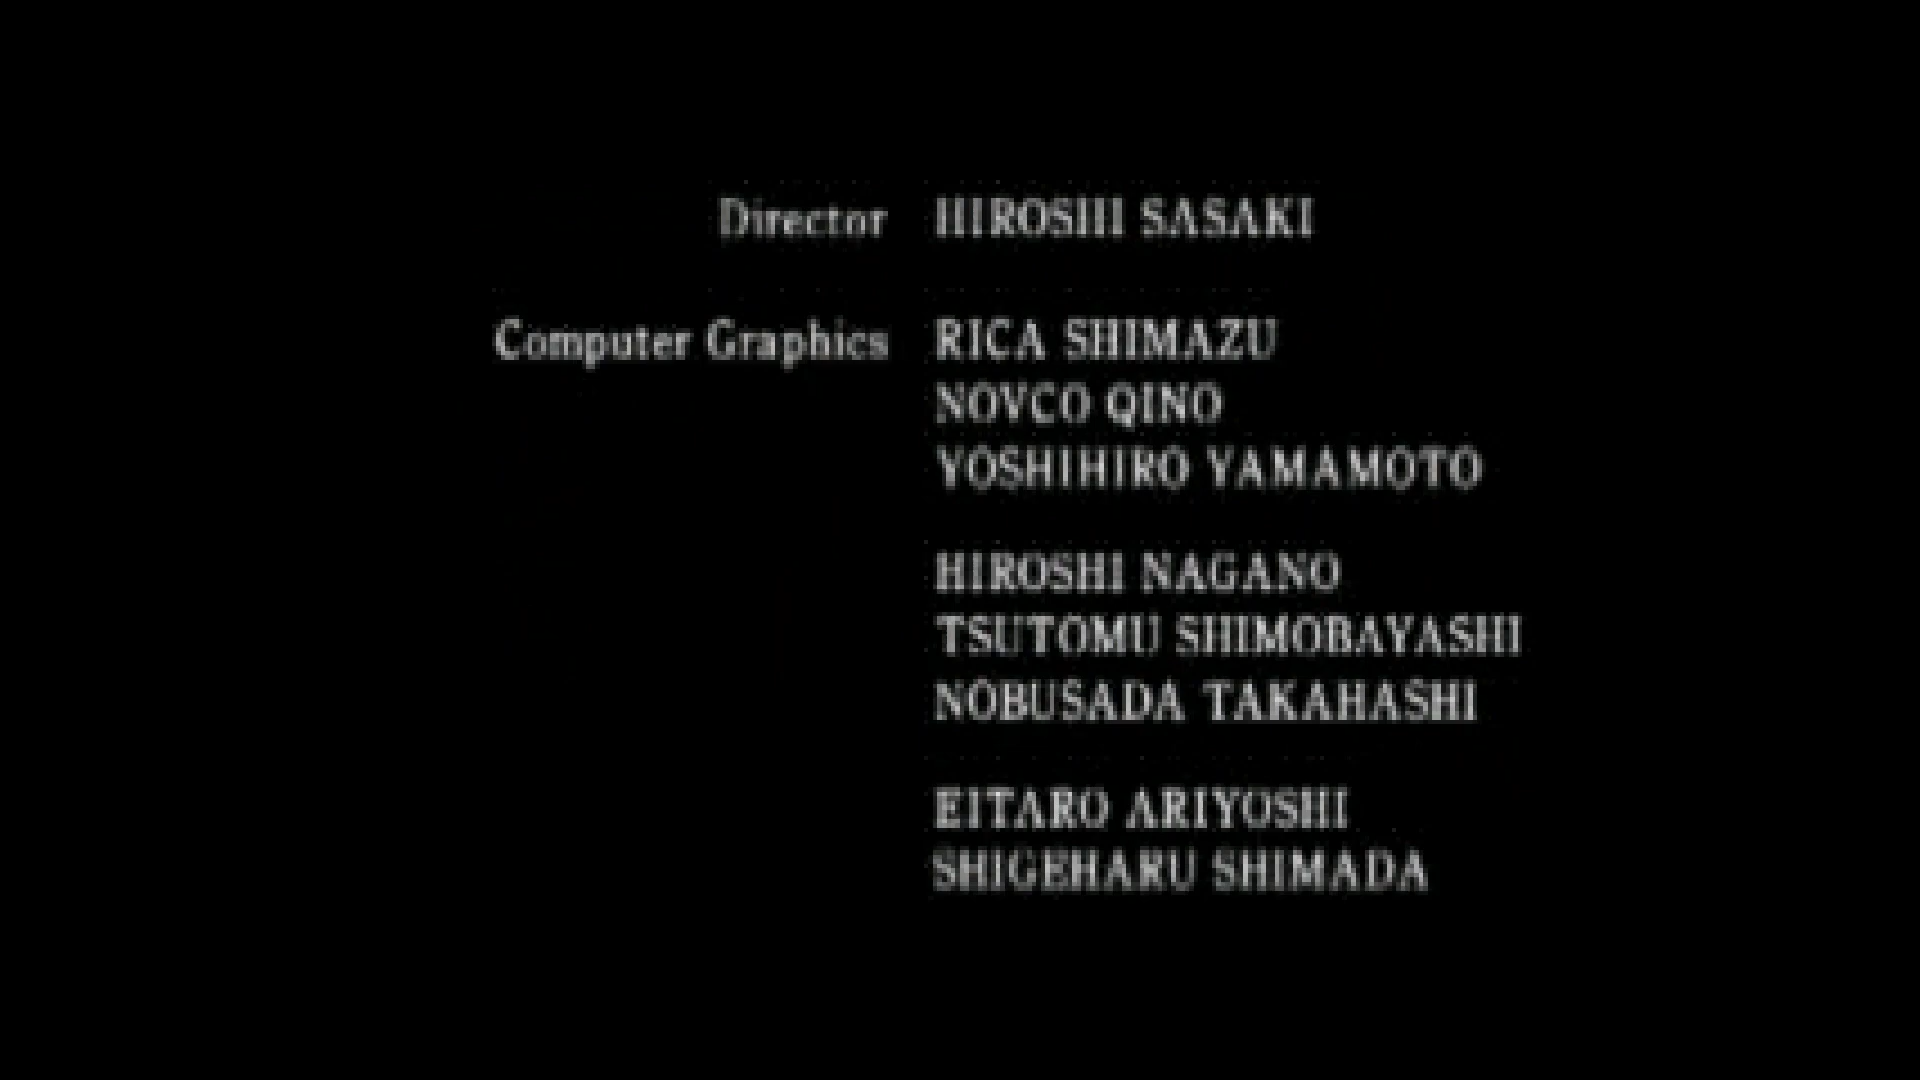 Director HIROSHI SASAKI
Computer Graphics RICA SHIMAZU
NOVCO QINO
YOSHIHIRO YAMAMOTO
HIROSHI NAGANO
TSUTOMU SHIMOBAYASHI
NOBUSADA TAKAHASHI
EITARO ARIYOSHI
SHIGEHARU SHIMADA